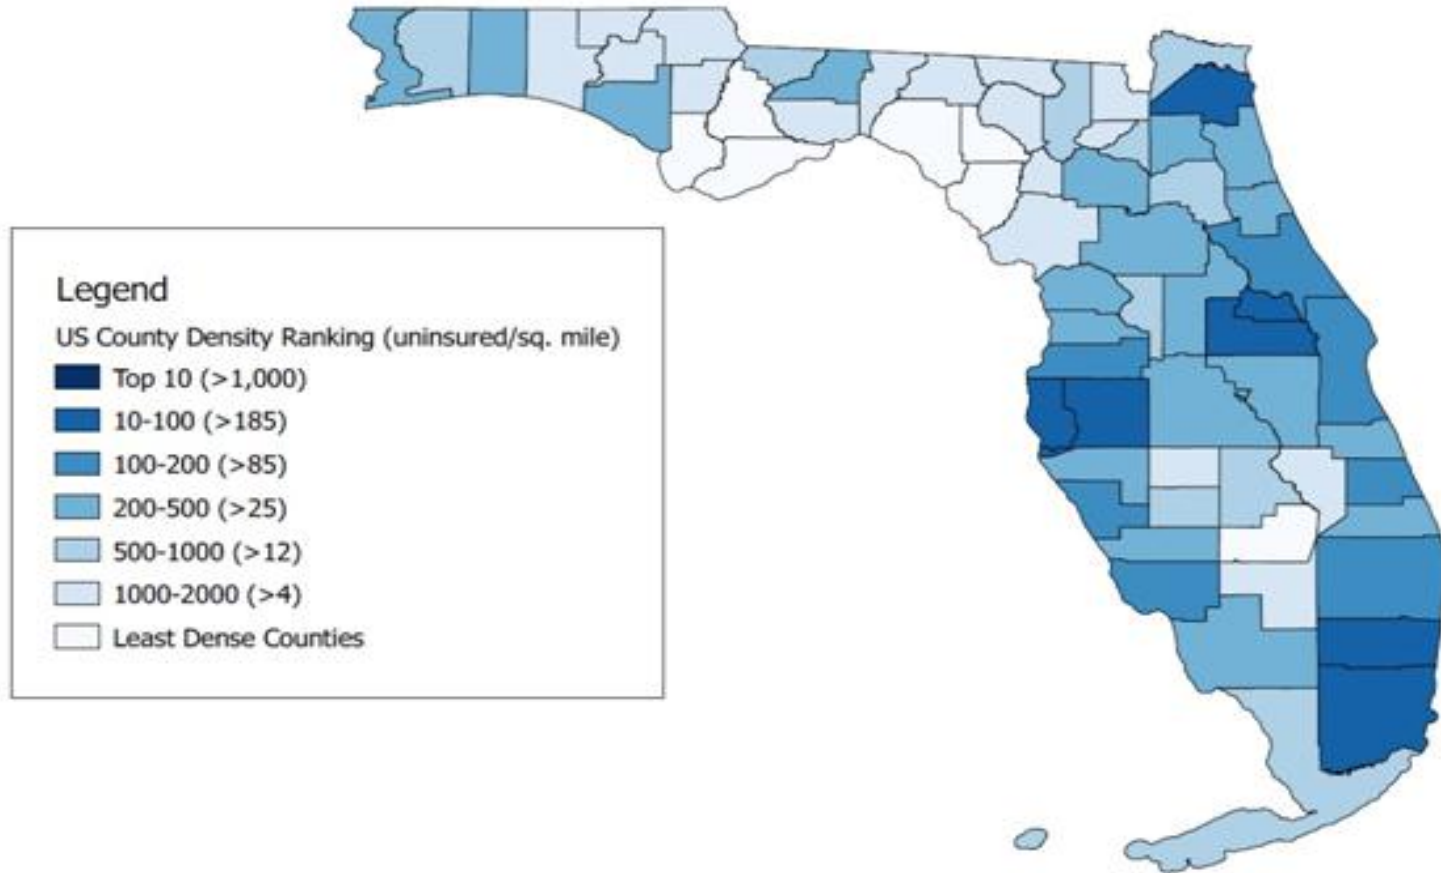 Legend
US County Density Ranking (uninsured/sq. mile)
Top 10 (>1,000)
10-100 (>185)
100-200 (>85)
200-500 (>25)
500-1000 (>12)
1000-2000 (>4)
Least Dense Counties